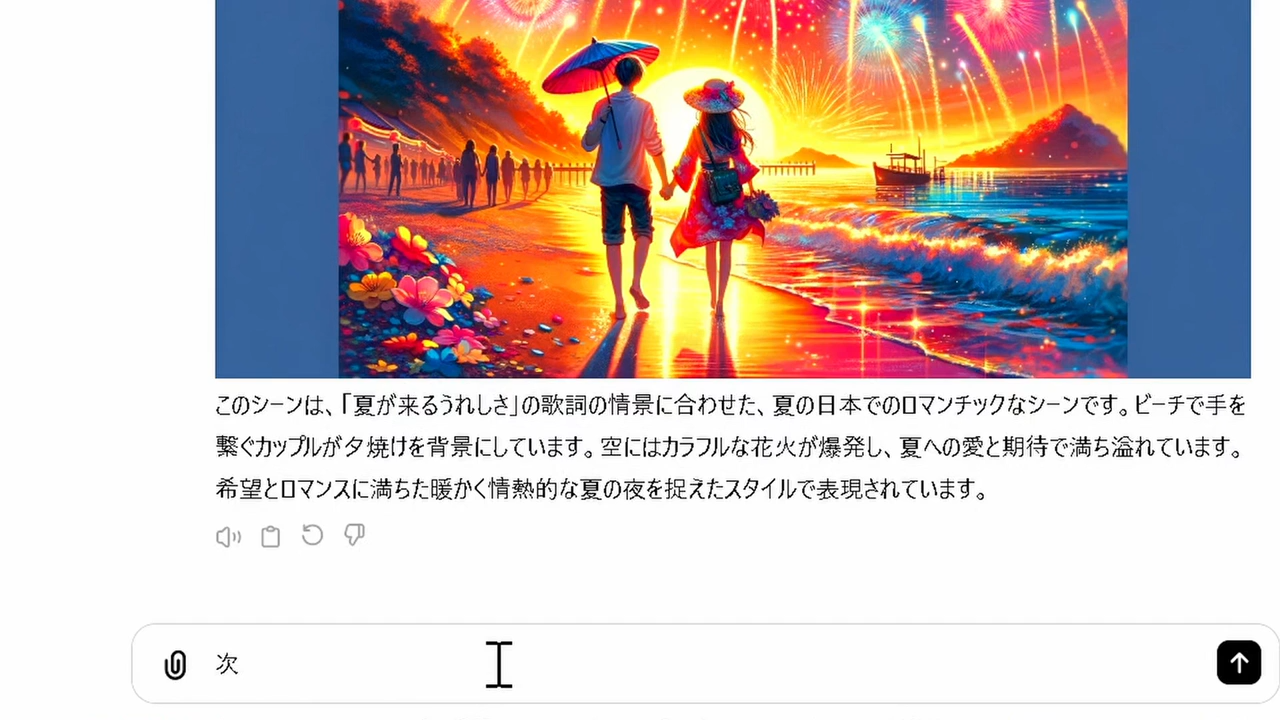 このシーンは、「夏が来るうれしさ」の歌詞の情景に合わせた、夏の日本でのロマンチックなシーンです。ビーチで手を
繋ぐカップルが夕焼けを背景にしています。空にはカラフルな花火が爆発し、夏への愛と期待で満ち溢れています。
希望とロマンスに満ちた暖かく情熱的な夏の夜を捉えたスタイルで表現されています。
次